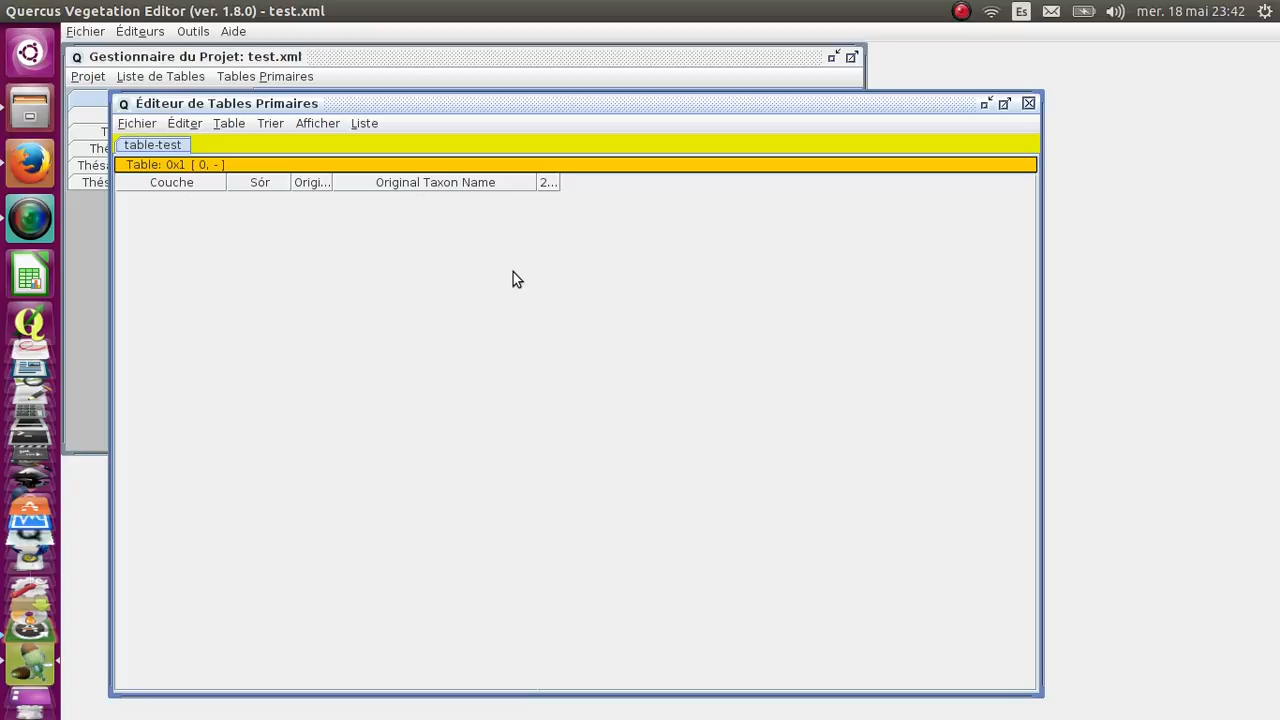 Quercus Vegetation Editor (ver. 1.8.0) - test.xml
Es
mer. 18 mai 23:42
Fichier Éditeurs Outils Aide
Q Gestionnaire du Projet: test.xml
Projet Liste de Tables Tables Primaires
Q Éditeur de Tables Primaires
Fichier Éditer Table Trier Afficher Liste
T
table-test
Thé
Table: 0x1 [ 0, - ]
Thésa
Couche Sór Origi... Original Taxon Name 2...
Thés